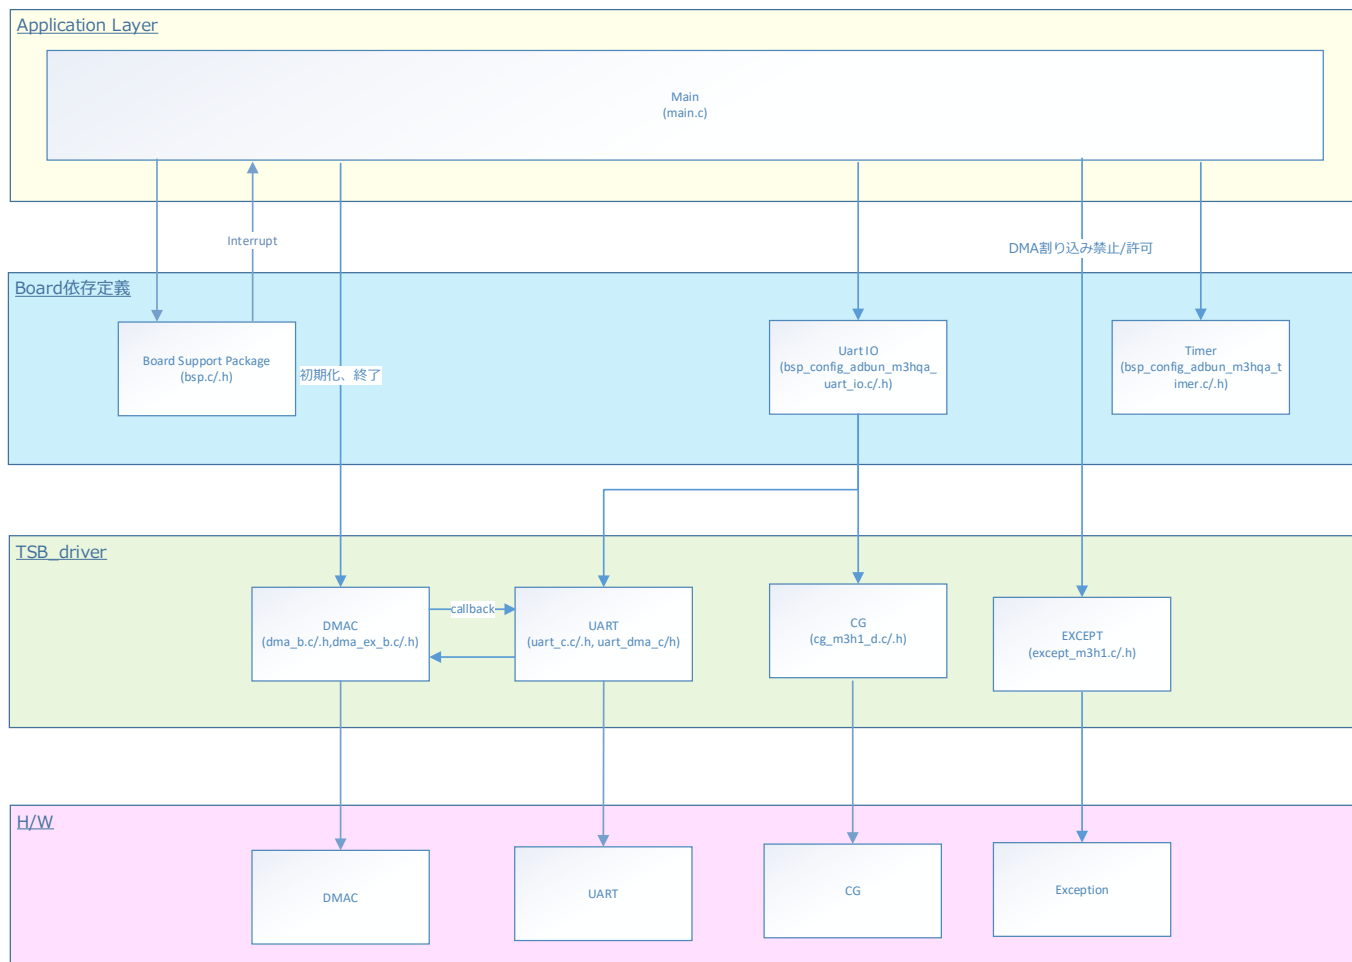 Application Layer
Main
(main.c)
Interrupt
DMA割り込み禁止/許可
Board依存定義
Board Support Package
(bsp.c/.h)
初期化、終了
Uart IO
(bsp_config_adbun_m3hqa_
uart_io.c/.h)
Timer
(bsp_config_adbun_m3hqa_t
imer.c/.h)
TSB_driver
DMAC
(dma_b.c/.h,dma_ex_b.c/.h)
callback
UART
(uart_c.c/.h, uart_dma_c/h)
CG
(cg_m3h1_d.c/.h)
EXCEPT
(except_m3h1.c/.h)
H/W
DMAC
UART
CG
Exception